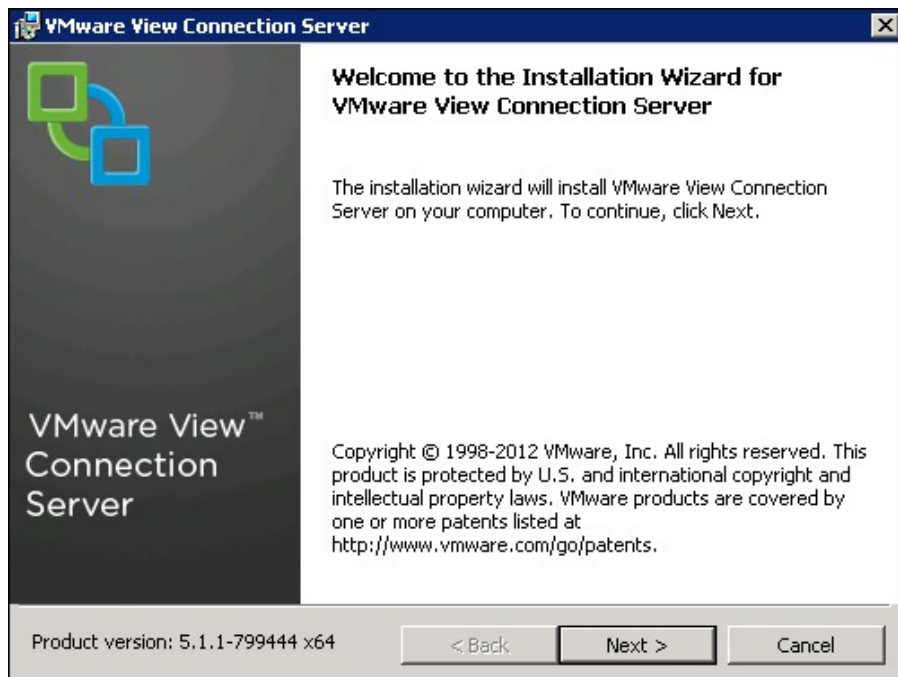 VMware View Connection Server
Welcome to the Installation Wizard for
VMware View Connection Server
The installation wizard will install VMware View Connection
Server on your computer. To continue, click Next.
VMware View™
Connection
Server
Copyright © 1998-2012 VMware, Inc. All rights reserved. This
product is protected by U.S. and international copyright and
intellectual property laws. VMware products are covered by
one or more patents listed at
http://www.vmware.com/go/patents.
Product version: 5.1.1-799444 x64
< Back
Next >
Cancel